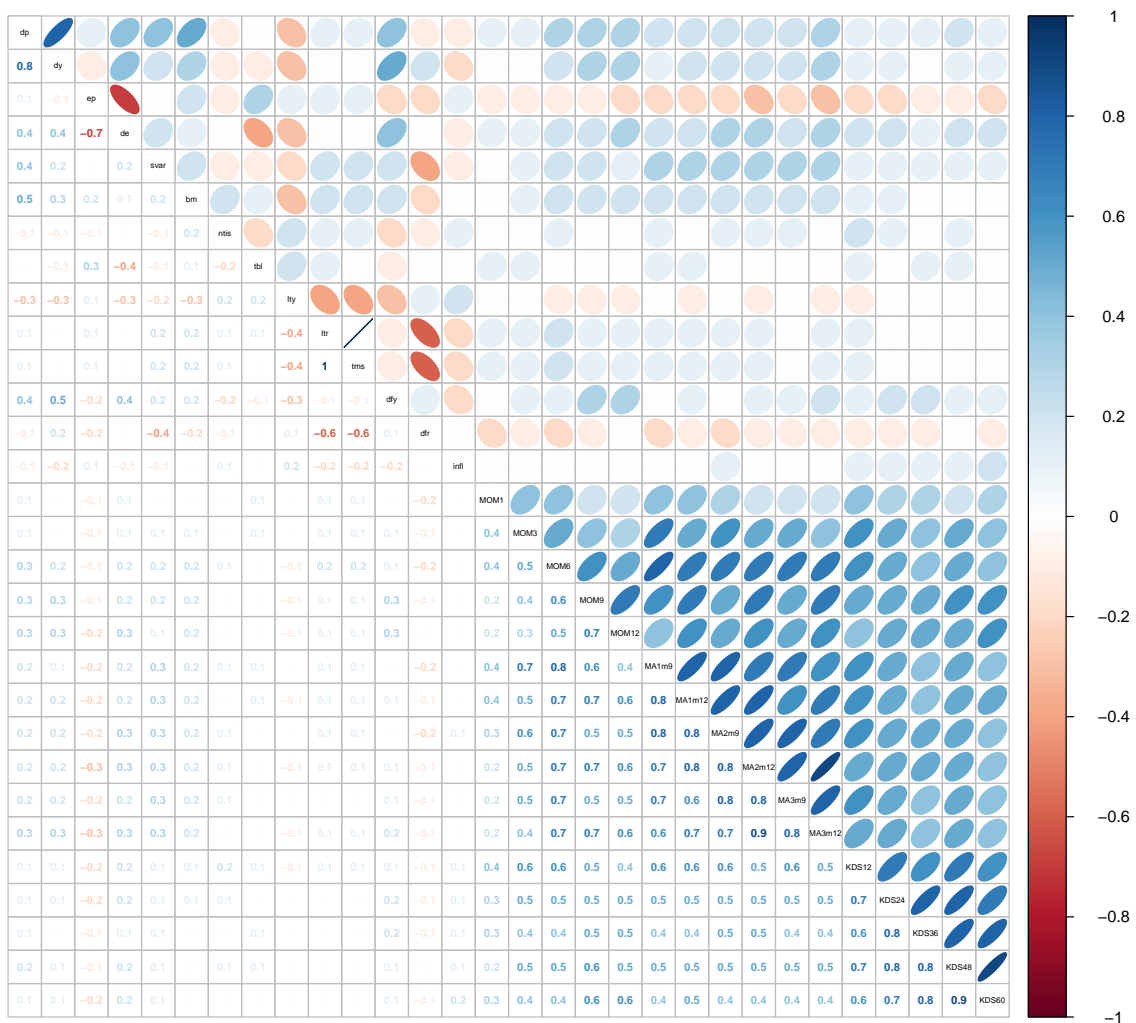 dp
0.8 dy
0.1 −0.1 ep
0.4 0.4 −0.7 de
0.4 0.2 0.2 svar
0.5 0.3 0.2 0.1 0.2 bm
−0.1 −0.1 −0.1 −0.1 0.2 ntis
−0.1 0.3 −0.4 −0.1 0.1 −0.2 tbl
−0.3 −0.3 0.1 −0.3 −0.2 −0.3 0.2 0.2 lty
0.1 0.2 0.2 0.1 0.1 −0.4 ltr
0.1 0.2 0.2 0.1 −0.4 1 tms
0.4 0.5 −0.2 0.4 0.2 0.2 −0.2 −0.1 −0.3 −0.1 −0.1 dfy
−0.1 0.2 −0.2 −0.4 −0.2 −0.1 0.1 −0.6 −0.6 0.1 dfr
−0.1 −0.2 0.1 −0.1 −0.1 0.1 0.2 −0.2 −0.2 −0.2 infl
0.1 −0.1 0.1 0.1 0.1 0.1 −0.2 MOM1
0.1 −0.1 0.1 0.1 0.1 0.1 0.1 0.1 0.1 −0.1 0.4 MOM3
0.3 0.2 −0.1 0.2 0.2 0.2 0.1 −0.1 0.2 0.2 0.1 −0.2 0.4 0.5 MOM6
0.3 0.3 −0.1 0.2 0.2 0.2 −0.1 0.1 0.1 0.3 −0.1 0.2 0.4 0.6 MOM9
0.3 0.3 −0.2 0.3 0.1 0.2 −0.1 0.1 0.1 0.3 0.2 0.3 0.5 0.7 MOM12
0.2 0.1 −0.2 0.2 0.3 0.2 0.1 0.1 0.1 0.1 −0.2 0.4 0.7 0.8 0.6 0.4 MA1m9
0.2 0.2 −0.2 0.2 0.3 0.2 0.1 −0.1 0.1 0.1 0.1 −0.1 0.4 0.5 0.7 0.7 0.6 0.8 MA1m12
0.2 0.2 −0.2 0.3 0.3 0.2 0.1 0.1 −0.2 0.1 0.3 0.6 0.7 0.5 0.5 0.8 0.8 MA2m9
0.2 0.2 −0.3 0.3 0.3 0.2 0.1 −0.1 0.1 0.1 0.1 −0.1 0.2 0.5 0.7 0.7 0.6 0.7 0.8 0.8 MA2m12
0.2 0.2 −0.2 0.2 0.3 0.2 0.1 0.1 −0.1 0.2 0.5 0.7 0.5 0.5 0.7 0.6 0.8 0.8 MA3m9
0.3 0.3 −0.3 0.3 0.3 0.2 −0.1 0.1 0.1 0.2 −0.1 0.2 0.4 0.7 0.7 0.6 0.6 0.7 0.7 0.9 0.8 MA3m12
0.1 0.1 −0.2 0.2 0.1 0.1 0.2 0.1 −0.1 0.1 0.1 0.1 −0.1 0.1 0.4 0.6 0.6 0.5 0.4 0.6 0.6 0.6 0.5 0.6 0.5 KDS12
0.1 0.1 −0.2 0.2 0.1 0.1 0.1 0.2 −0.1 0.1 0.3 0.5 0.5 0.5 0.5 0.5 0.5 0.5 0.5 0.5 0.5 0.7 KDS24
0.1 −0.1 0.1 0.1 0.1 0.2 −0.1 0.1 0.3 0.4 0.4 0.5 0.5 0.4 0.4 0.5 0.5 0.4 0.4 0.6 0.8 KDS36
0.2 0.1 −0.1 0.2 0.1 0.1 0.1 0.1 0.2 0.5 0.5 0.6 0.5 0.5 0.5 0.5 0.5 0.5 0.5 0.7 0.8 0.8 KDS48
0.1 0.1 −0.2 0.2 0.1 0.1 −0.1 0.2 0.3 0.4 0.4 0.6 0.6 0.4 0.5 0.4 0.4 0.4 0.4 0.6 0.7 0.8 0.9 KDS60
1
0.8
0.6
0.4
0.2
0
−0.2
−0.4
−0.6
−0.8
−1